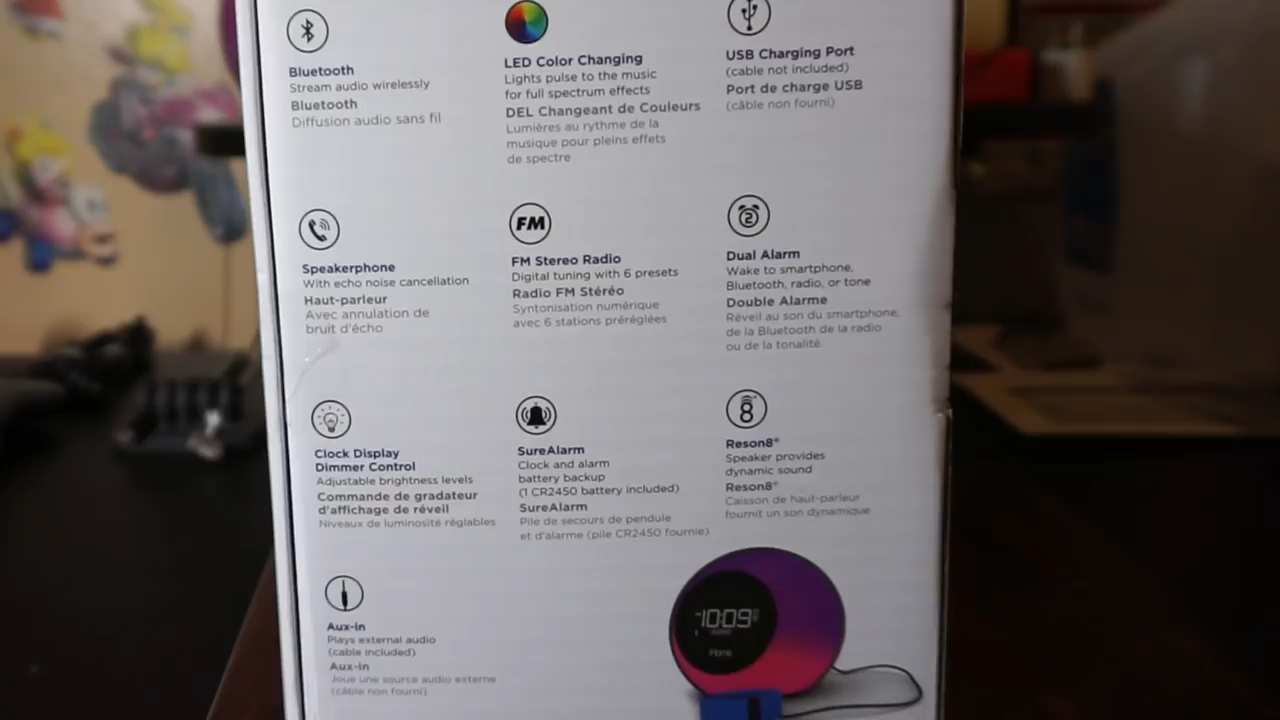 Bluetooth
Stream audio wirelessly
Bluetooth
Diffusion audio sans fil
LED Color Changing
Lights pulse to the music
for full spectrum effects
DEL Changeant de Couleurs
Lumières au rythme de la
musique pour pleins effets
de spectre
USB Charging Port
(cable not included)
Port de charge USB
(câble non fourni)
Speakerphone
With echo noise cancellation
Haut-parleur
Avec annulation de
bruit d'écho
FM
FM Stereo Radio
Digital tuning with 6 presets
Radio FM Stéréo
Syntonisation numérique
avec 6 stations préréglées
2
Dual Alarm
Wake to smartphone,
Bluetooth, radio, or tone
Double Alarme
Réveil au son du smartphone,
de la Bluetooth de la radio
ou de la tonalité.
Clock Display
Dimmer Control
Adjustable brightness levels
Commande de gradateur
d'affichage de réveil
Niveaux de luminosité réglables
SureAlarm
Clock and alarm
battery backup
(1 CR2450 battery included)
SureAlarm
Pile de secours de pendule
et d'alarme (pile CR2450 fournie)
8
Reson8®
Speaker provides
dynamic sound
Reson8®
Caisson de haut-parleur
fournit un son dynamique
Aux-in
Plays external audio
(cable included)
Aux-in
Joue une source audio externe
(câble non fourni)
10:09
iHome